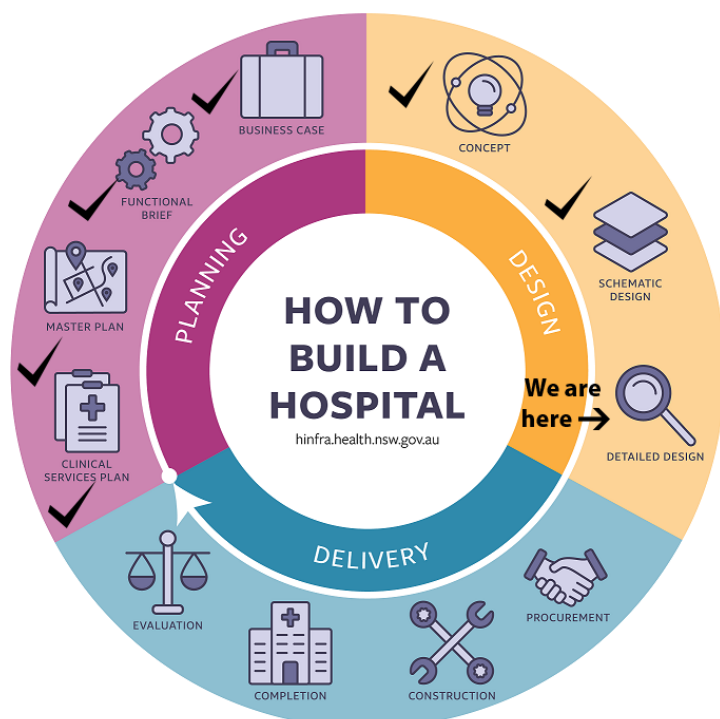 HOW TO
BUILD A
HOSPITAL
hinfra.health.nsw.gov.au
PLANNING
CLINICAL
SERVICES PLAN
MASTER PLAN
FUNCTIONAL
BRIEF
BUSINESS CASE
DESIGN
CONCEPT
SCHEMATIC
DESIGN
We are
here
DETAILED DESIGN
DELIVERY
PROCUREMENT
CONSTRUCTION
COMPLETION
EVALUATION